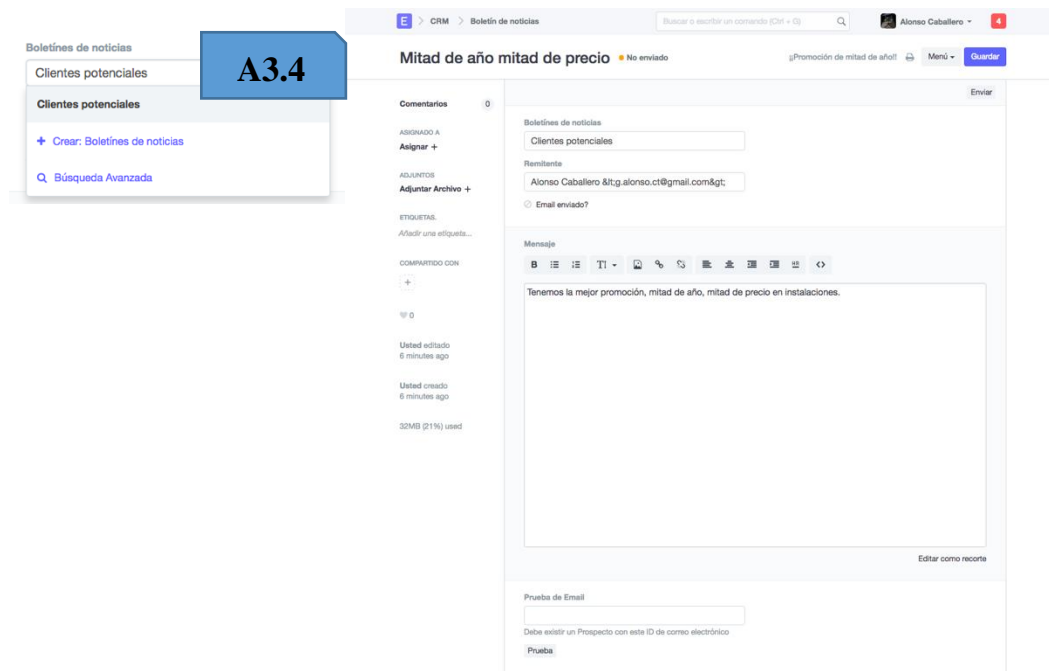 Boletínes de noticias
Clientes potenciales
Clientes potenciales
+ Crear: Boletínes de noticias
Búsqueda Avanzada
A3.4
E > CRM > Boletín de noticias
Buscar o escribir un comando (Ctrl + G)
Alonso Caballero
4
Mitad de año mitad de precio
No enviado
¡¡Promoción de mitad de año!!
Menú
Guardar
Comentarios 0
ASIGNADO A
Asignar +
ADJUNTOS
Adjuntar Archivo +
ETIQUETAS.
Añadir una etiqueta...
COMPARTIDO CON
+
0
Usted editado
6 minutes ago
Usted creado
6 minutes ago
32MB (21%) used
Enviar
Boletínes de noticias
Clientes potenciales
Remitente
Alonso Caballero &lt;g.alonso.ct@gmail.com&gt;
Email enviado?
Mensaje
B T! HR <>
Tenemos la mejor promoción, mitad de año, mitad de precio en instalaciones.
Editar como recorte
Prueba de Email
Debe existir un Prospecto con este ID de correo electrónico
Prueba